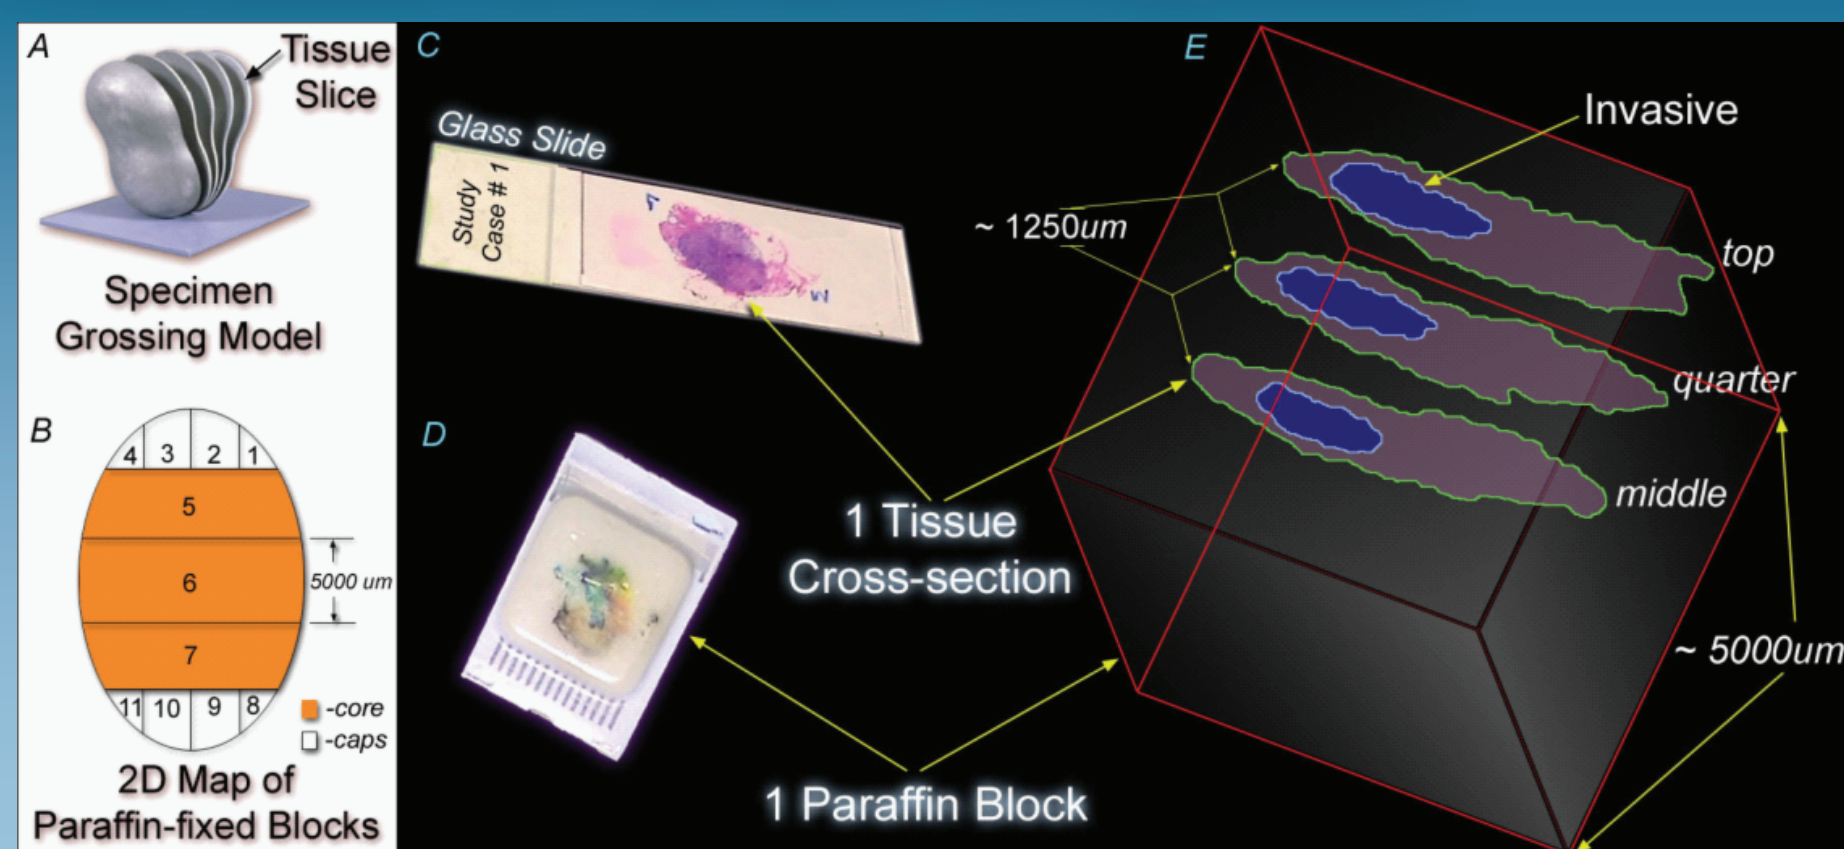 A
Tissue
Slice
Specimen
Grossing Model
B
4 3 2 1
5
6
5000 um
7
11 10 9 8
-core
-caps
2D Map of
Paraffin-fixed Blocks
C
Glass Slide
Study
Case # 1
D
1 Tissue
Cross-section
1 Paraffin Block
E
Invasive
~ 1250um
top
quarter
middle
~ 5000um